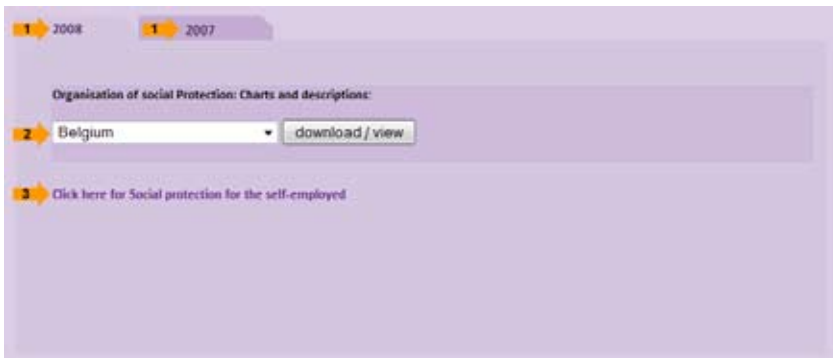 1 2008 1 2007
Organisation of social Protection: Charts and descriptions:
2 Belgium download / view
3 Click here for Social protection for the self-employed